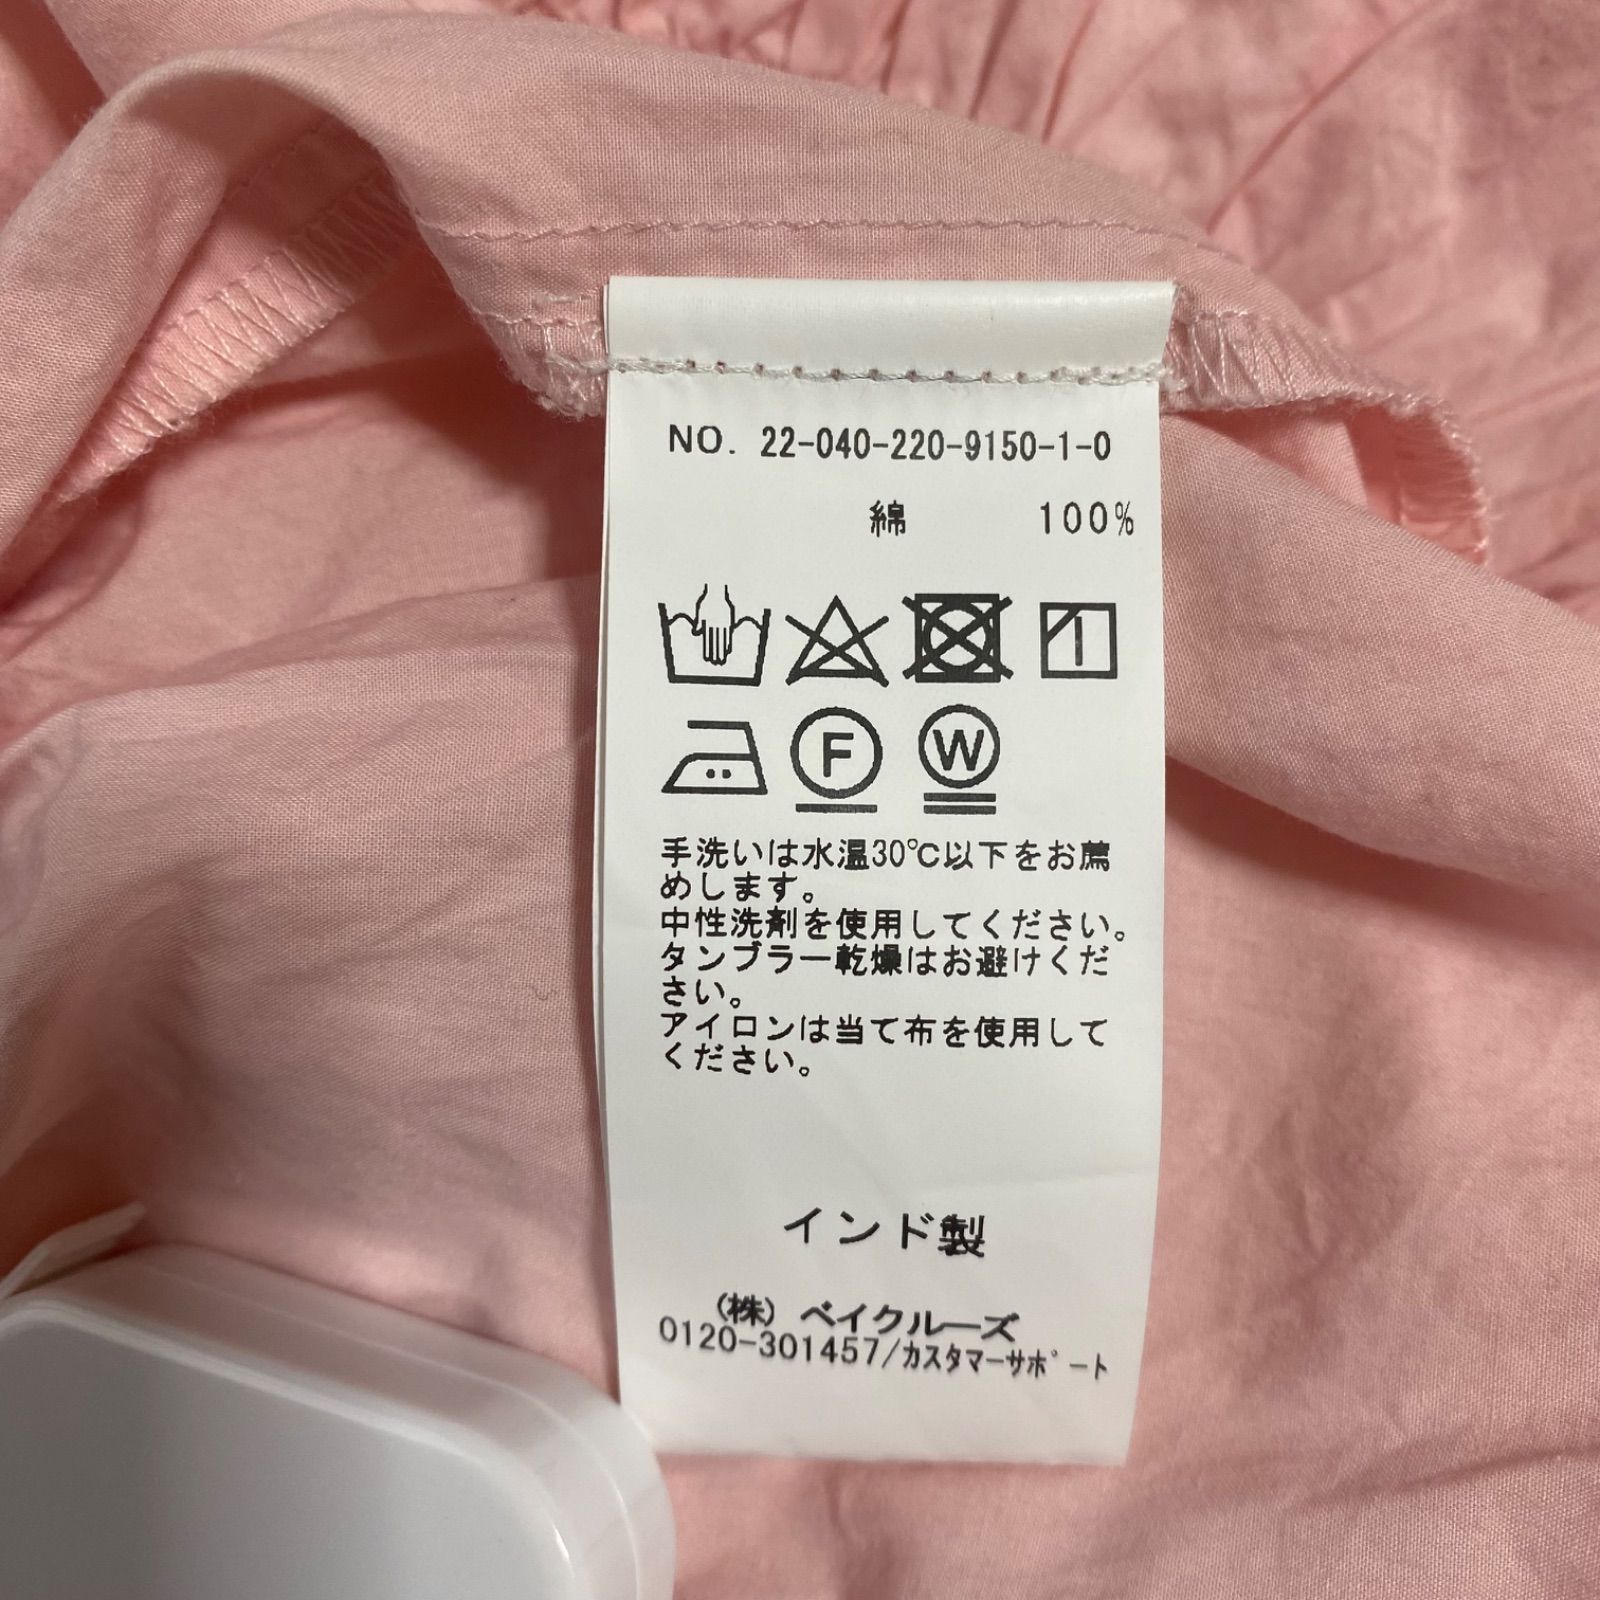 NO. 22-040-220-9150-1-0
綿 100%
F W
手洗いは水温30℃以下をお薦
めします。
中性洗剤を使用してください。
タンブラー乾燥はお避けくだ
さい。
アイロンは当て布を使用して
ください。
インド製
(株) ベイクルーズ
0120-301457/カスタマーサポート